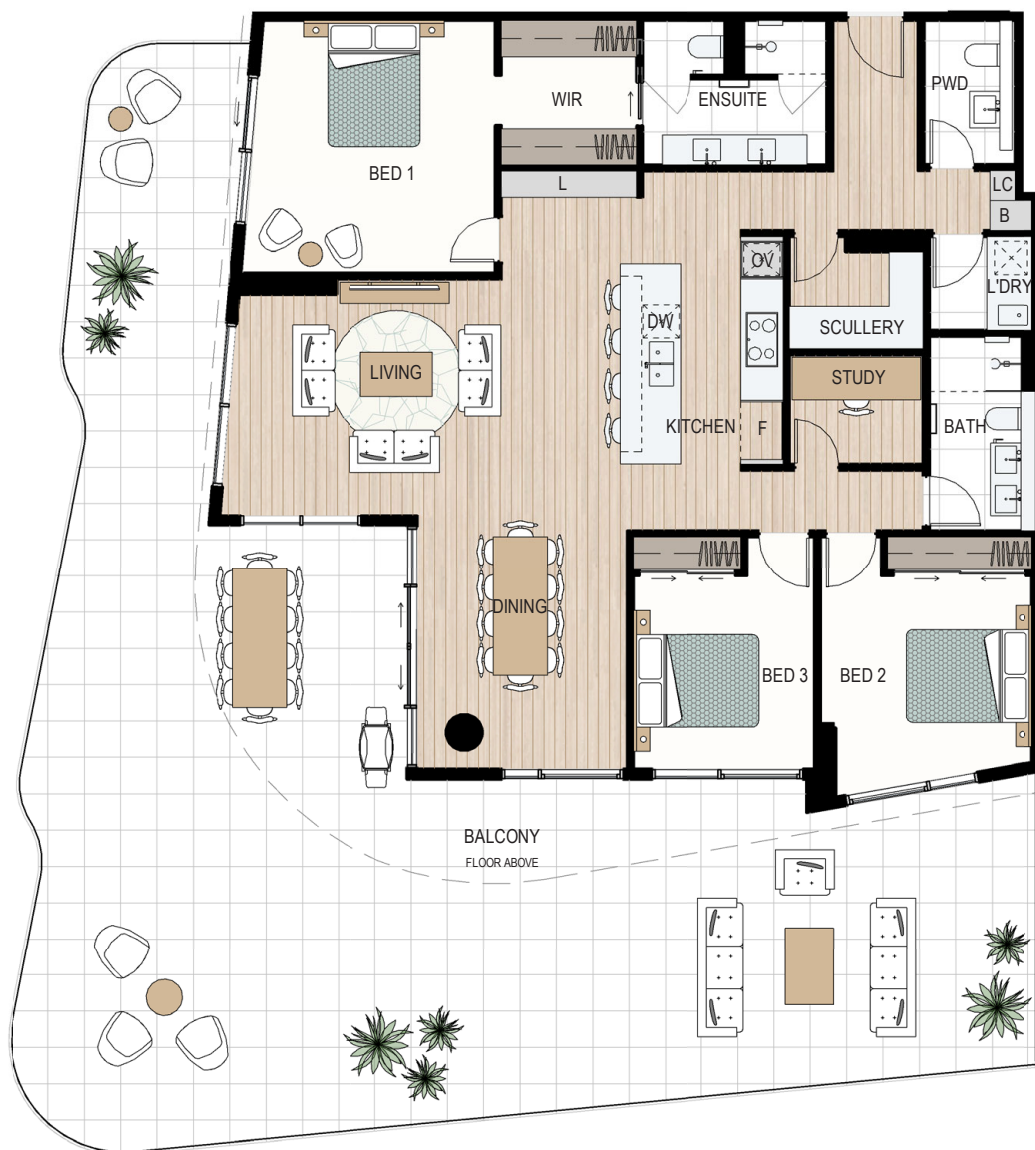 WIR
ENSUITE
PWD
BED 1
L
LC
B
OV
L'DRY
DW
SCULLERY
LIVING
STUDY
KITCHEN
F
BATH
DINING
BED 3
BED 2
BALCONY
FLOOR ABOVE